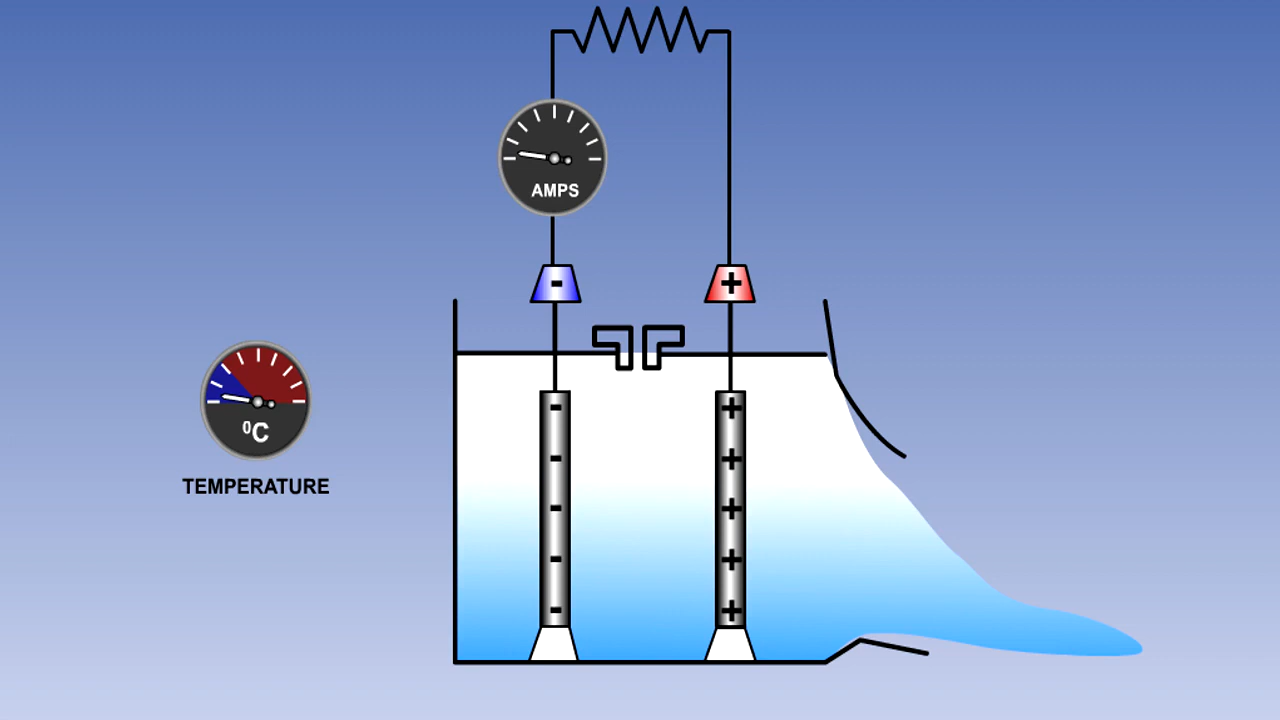 AMPS
-
+
⁰C
TEMPERATURE
- +
- +
- +
- +
- +